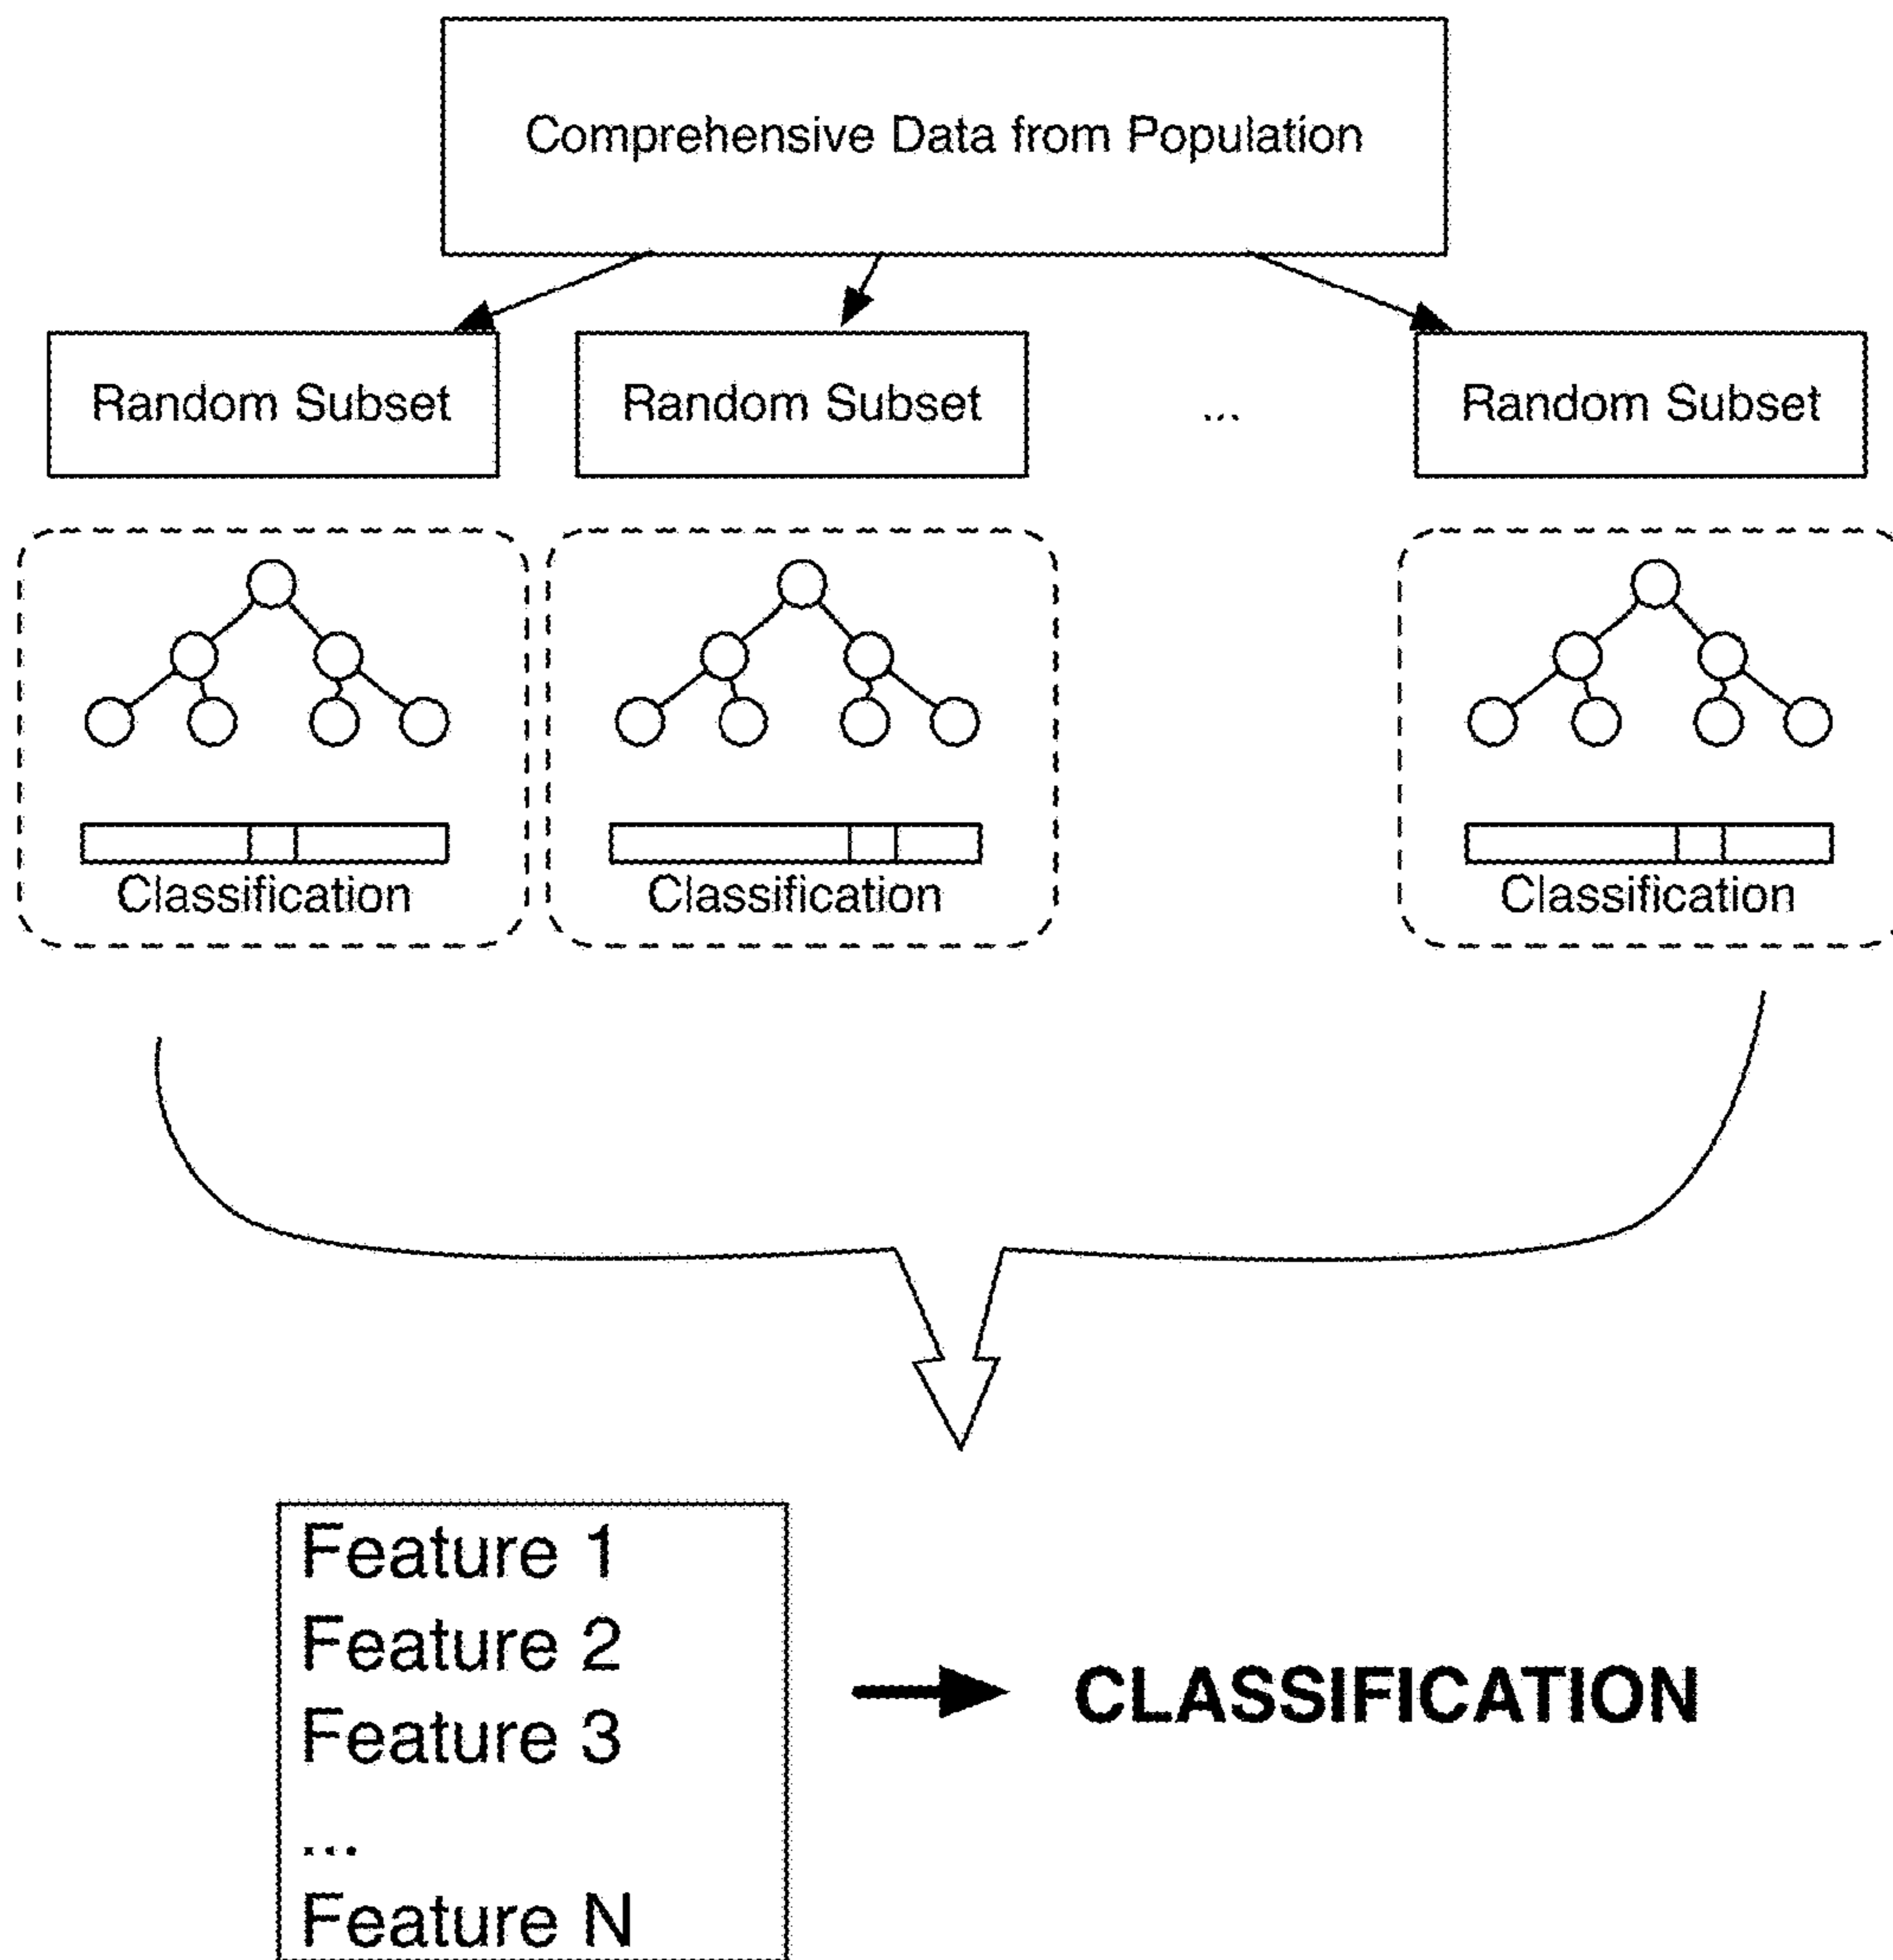 Comprehensive Data from Population
Random Subset
Random Subset
...
Random Subset
Classification
Classification
Classification
Feature 1
Feature 2
Feature 3
...
Feature N
CLASSIFICATION